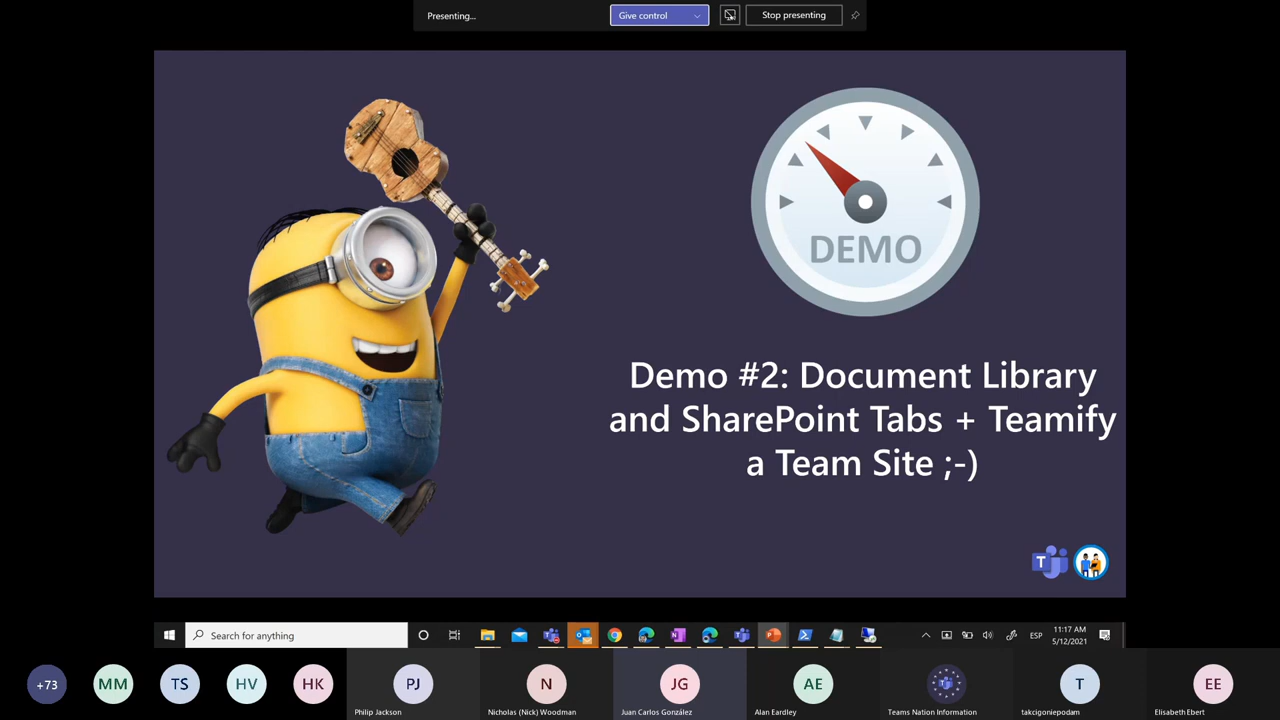 Presenting...
Give control
Stop presenting
DEMO
Demo #2: Document Library
and SharePoint Tabs + Teamify
a Team Site ;-)
T
Search for anything
ESP
11:17 AM
5/12/2021
+73
MM
TS
HV
HK
PJ
Philip Jackson
N
Nicholas (Nick) Woodman
JG
Juan Carlos González
AE
Alan Eardley
Teams Nation Information
T
takcigoniepodam
EE
Elisabeth Ebert